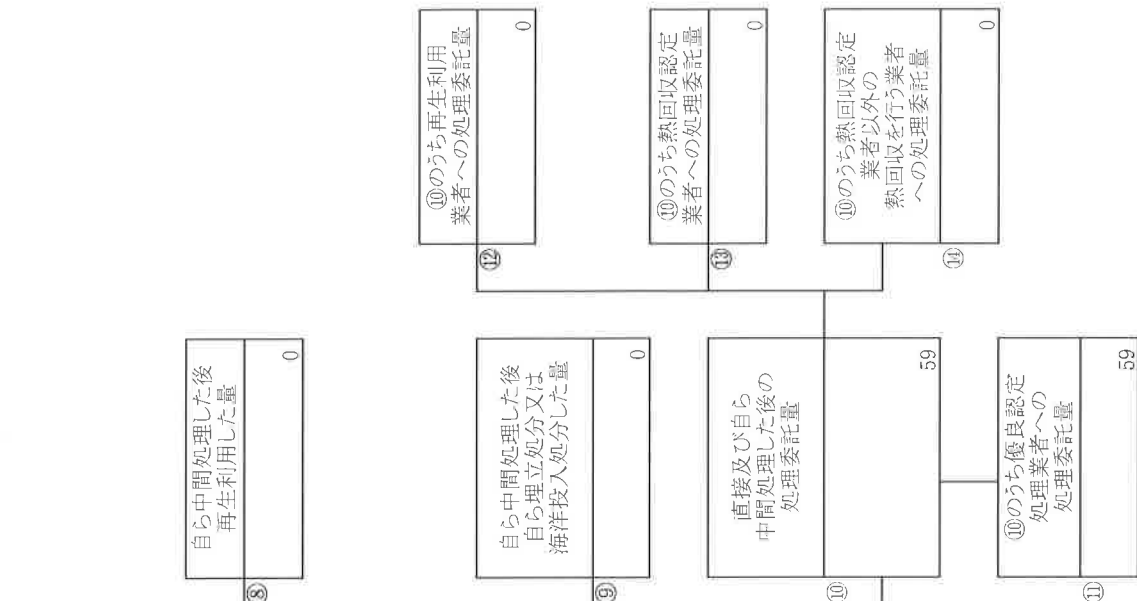 ⑧
自ら中間処理した後
再生利用した量
0
⑨
自ら中間処理した後
自ら埋立処分又は
海洋投入処分した量
0
⑩
直接及び自ら
中間処理した後の
処理委託量
59
⑪
⑩のうち優良認定
処理業者への
処理委託量
59
⑫
⑩のうち再生利用
業者への処理委託量
0
⑬
⑩のうち熱回収認定
業者への処理委託量
0
⑭
⑩のうち熱回収認定
業者以外の
熱回収を行う業者
への処理委託量
0